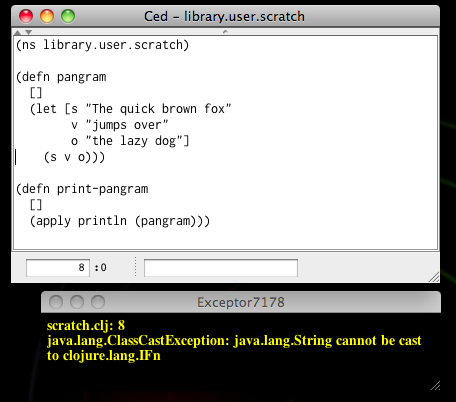 Ced – library.user.scratch
(ns library.user.scratch)
(defn pangram
  []
  (let [s "The quick brown fox"
        v "jumps over"
        o "the lazy dog"]
    (s v o)))
(defn print-pangram
  []
  (apply println (pangram)))
8 :0
Exceptor7178
scratch.clj: 8
java.lang.ClassCastException: java.lang.String cannot be cast
to clojure.lang.IFn